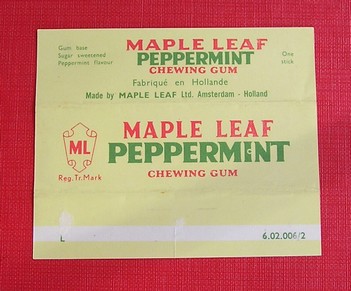 Gum base
Sugar sweetened
Peppermint flavour
MAPLE LEAF
PEPPERMINT
CHEWING GUM
One
stick
Fabriqué en Hollande
Made by MAPLE LEAF Ltd. Amsterdam - Holland
ML
Reg. Tr. Mark
MAPLE LEAF
PEPPERMINT
CHEWING GUM
L
6.02.006/2